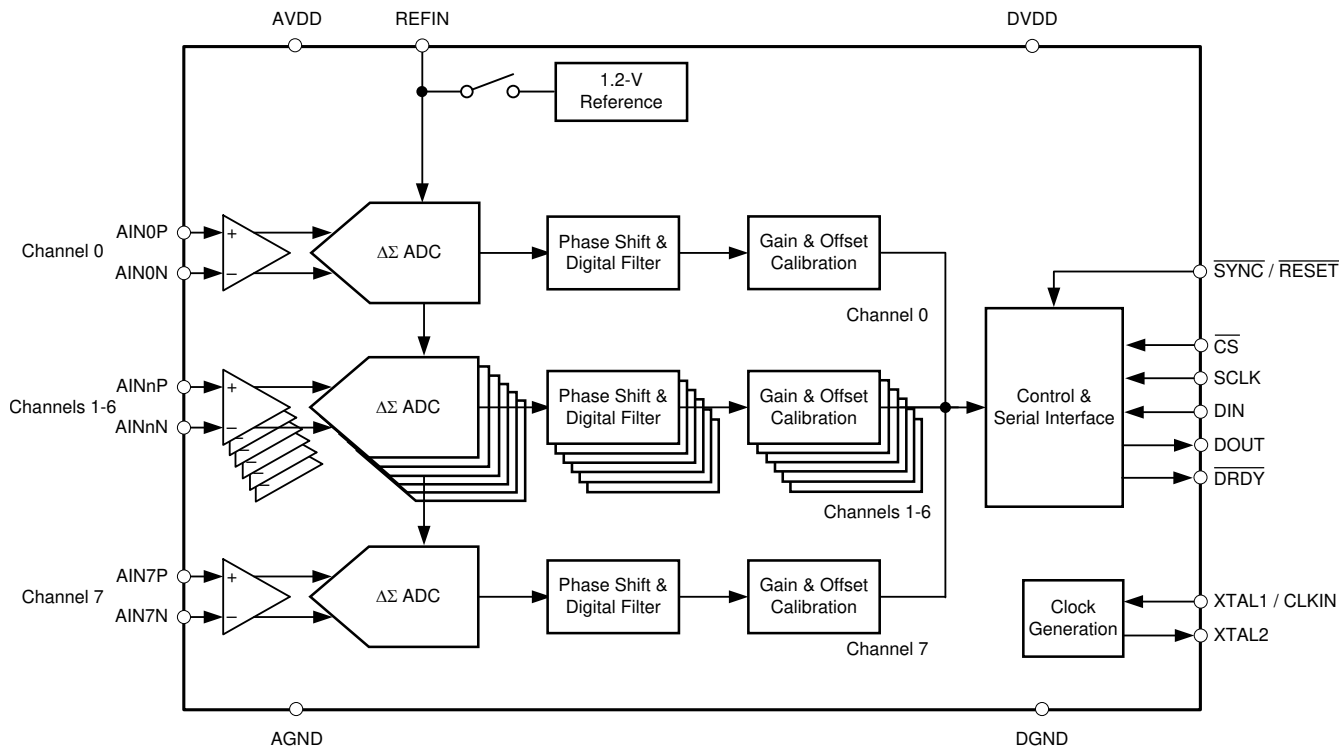 AVDD
REFIN
DVDD
1.2-V
Reference
Channel 0
AIN0P
AIN0N
+
−
ΔΣ ADC
Phase Shift &
Digital Filter
Gain & Offset
Calibration
Channel 0
SYNC / RESET
Channels 1-6
AINnP
AINnN
+
−
−
−
−
−
ΔΣ ADC
Phase Shift &
Digital Filter
Gain & Offset
Calibration
Channels 1-6
Control &
Serial Interface
CS
SCLK
DIN
DOUT
DRDY
Channel 7
AIN7P
AIN7N
+
−
ΔΣ ADC
Phase Shift &
Digital Filter
Gain & Offset
Calibration
Channel 7
Clock
Generation
XTAL1 / CLKIN
XTAL2
AGND
DGND